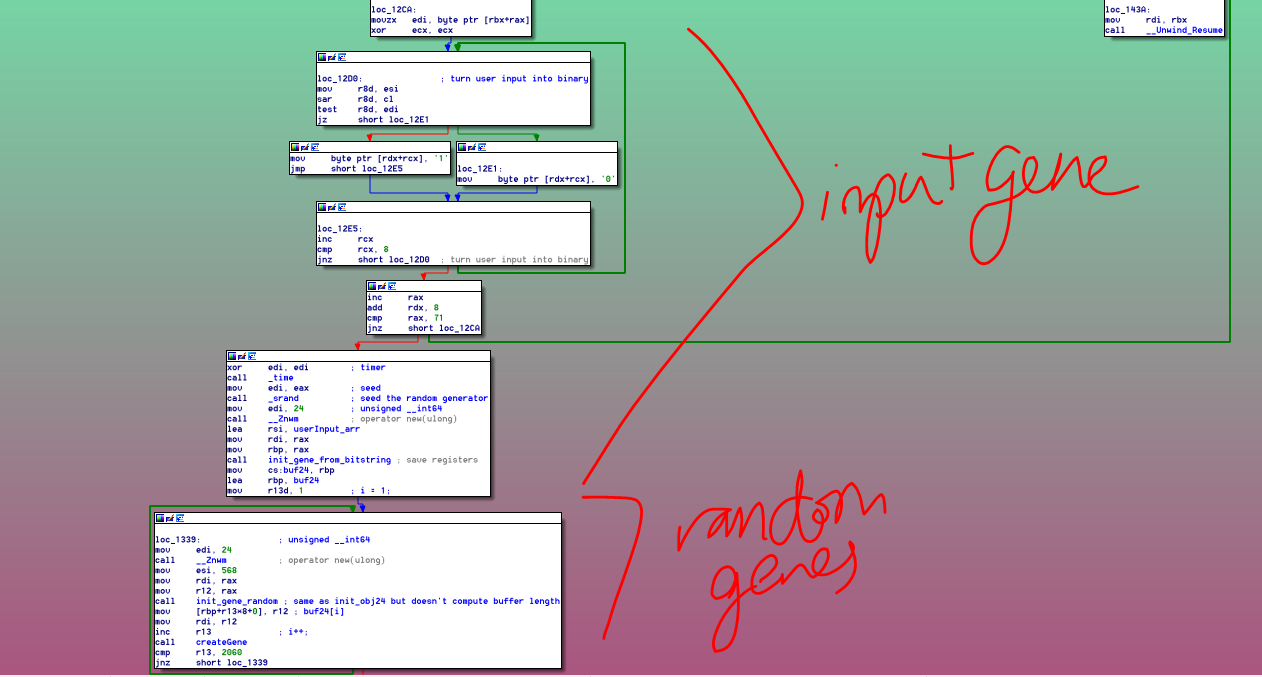 loc_12CA:
movzx edi, byte ptr [rbx+rax]
xor ecx, ecx
loc_143A:
mov rdi, rbx
call __Unwind_Resume
loc_12D0: ; turn user input into binary
mov r8d, esi
sar r8d, cl
test r8d, edi
jz short loc_12E1
mov byte ptr [rdx+rcx], '1'
jmp short loc_12E5
loc_12E1:
mov byte ptr [rdx+rcx], '0'
loc_12E5:
inc rcx
cmp rcx, 8
jnz short loc_12D0 ; turn user input into binary
inc rax
add rdx, 8
cmp rax, 71
jnz short loc_12CA
input gene
xor edi, edi ; timer
call _time
mov edi, eax ; seed
call _srand ; seed the random generator
mov edi, 24 ; unsigned __int64
call __Znwm ; operator new(ulong)
lea rsi, userInput_arr
mov rdi, rax
mov rbp, rax
call init_gene_from_bitstring ; save registers
mov cs:buf24, rbp
lea rbp, buf24
mov r13d, 1 ; i = 1;
random
genes
loc_1339: ; unsigned __int64
mov edi, 24
call __Znwm ; operator new(ulong)
mov esi, 568
mov rdi, rax
mov r12, rax
call init_gene_random ; same as init_obj24 but doesn't compute buffer length
mov [rbp+r13*8+0], r12 ; buf24[i]
mov rdi, r12
inc r13 ; i++;
call createGene
cmp r13, 2060
jnz short loc_1339